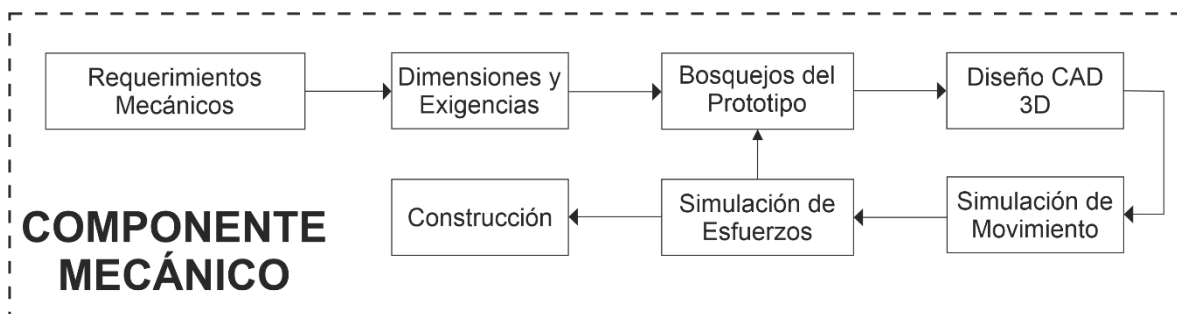 Requerimientos
Mecánicos
Dimensiones y
Exigencias
Bosquejos del
Prototipo
Diseño CAD
3D
Construcción
Simulación de
Esfuerzos
Simulación de
Movimiento
COMPONENTE
MECÁNICO